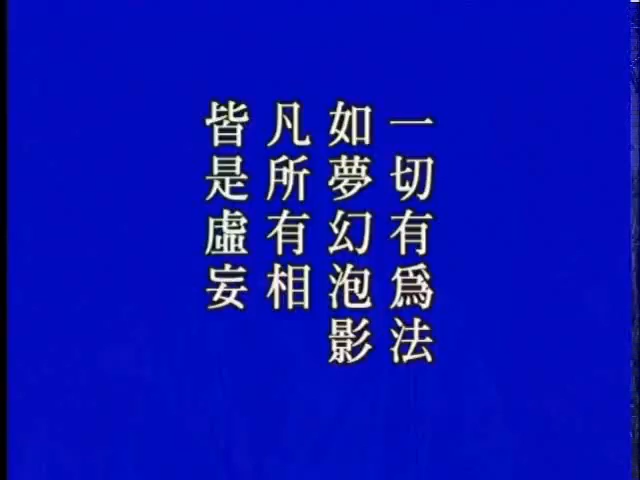 一切有爲法
如夢幻泡影
凡所有相
皆是虛妄